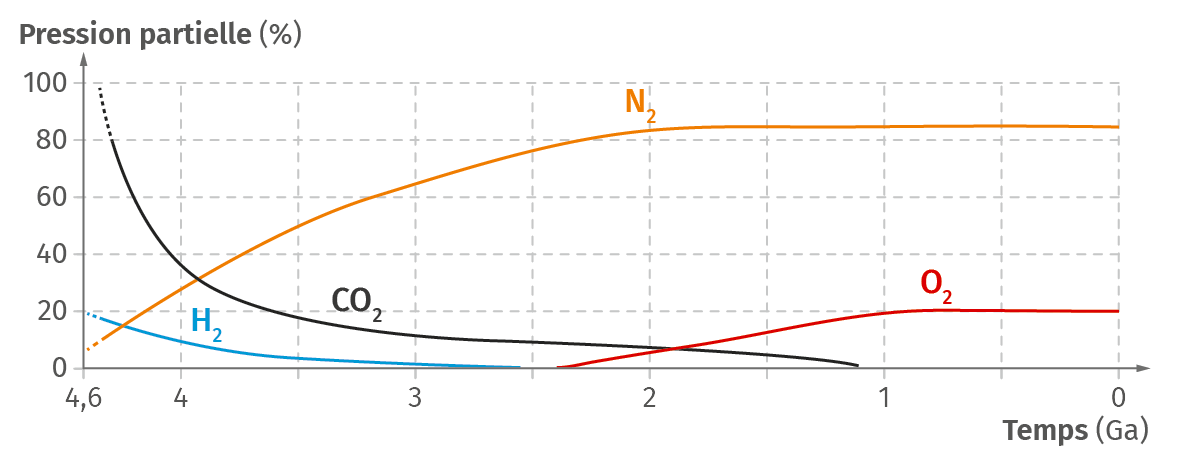 Pression partielle (%)
100
80
60
40
20
0
N₂
CO₂
H₂
O₂
4,6 4 3 2 1 0
Temps (Ga)